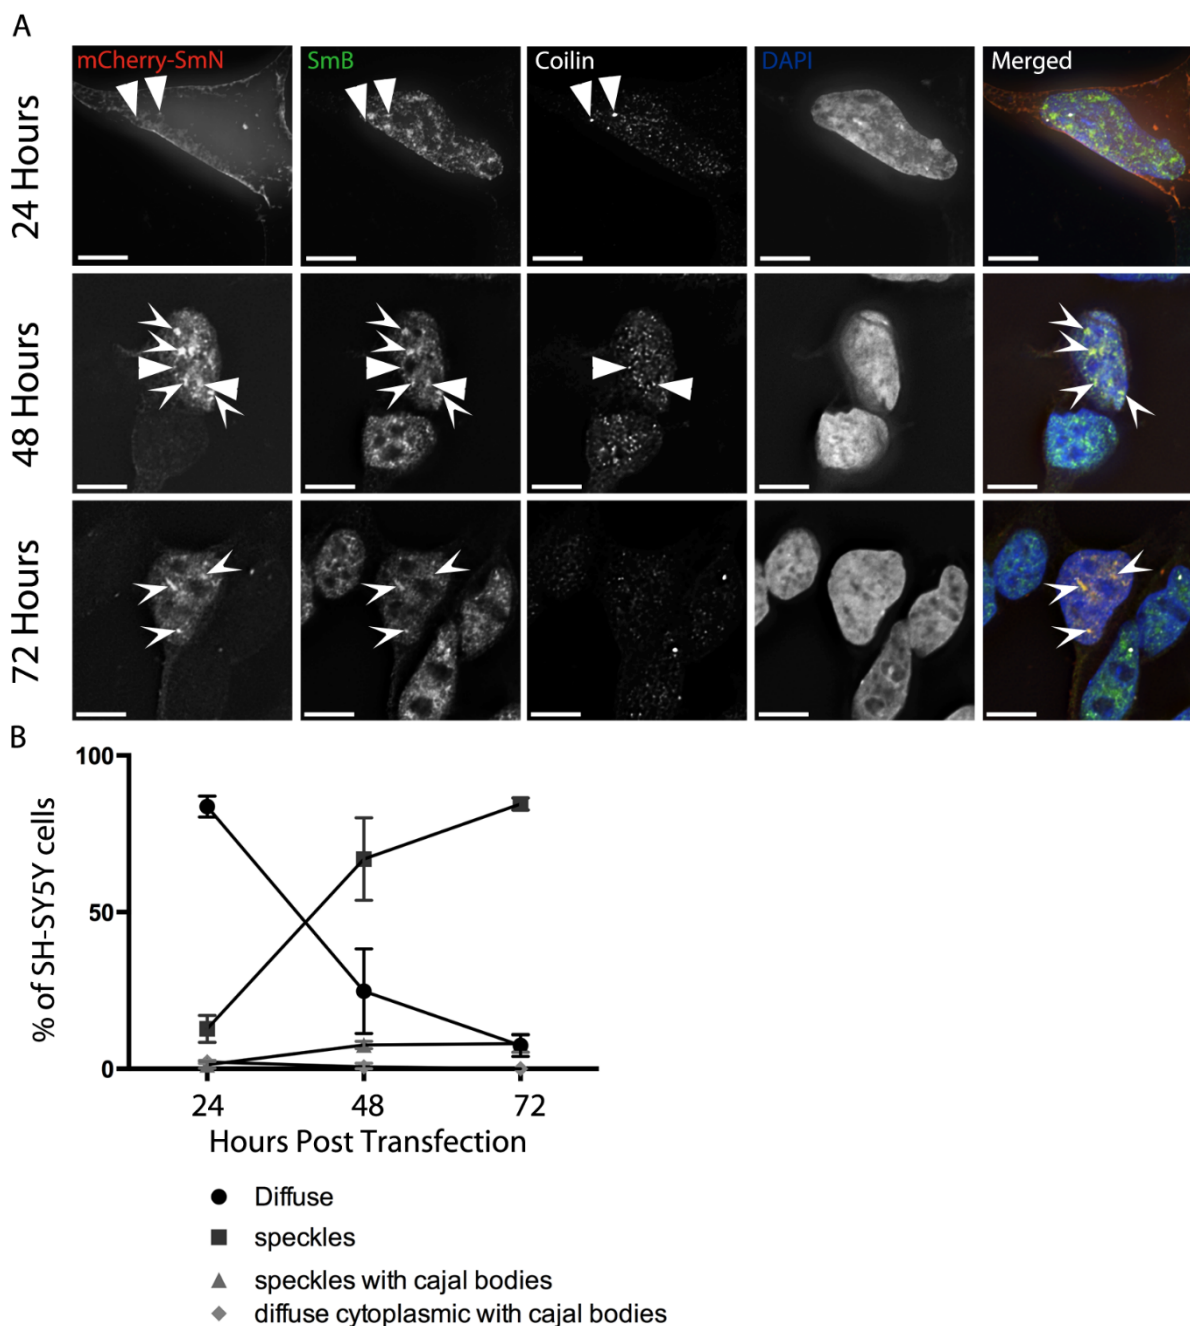 A
mCherry-SmN SmB Coilin DAPI Merged
24 Hours
48 Hours
72 Hours
B
100
50
0
% of SH-SY5Y cells
24 48 72
Hours Post Transfection
Diffuse
speckles
speckles with cajal bodies
diffuse cytoplasmic with cajal bodies